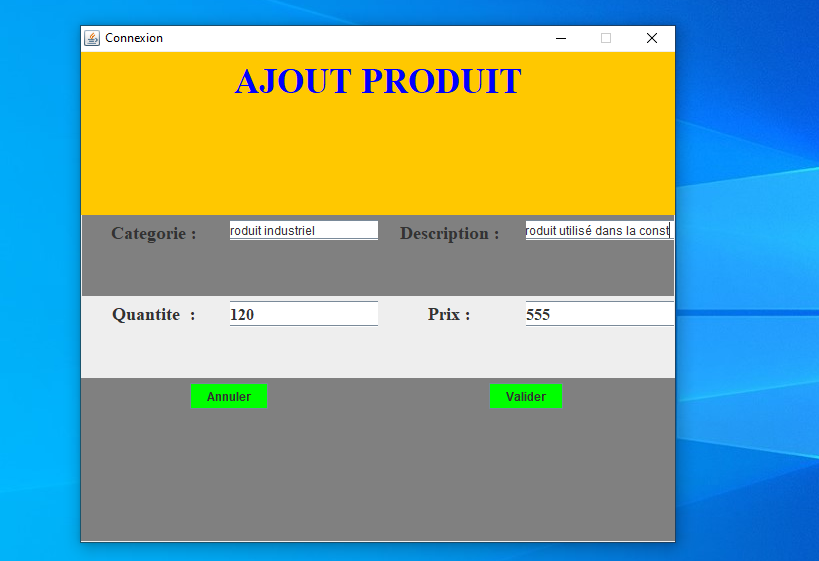 Connexion
AJOUT PRODUIT
Categorie : roduit industriel Description : roduit utilisé dans la const
Quantite : 120 Prix : 555
Annuler Valider